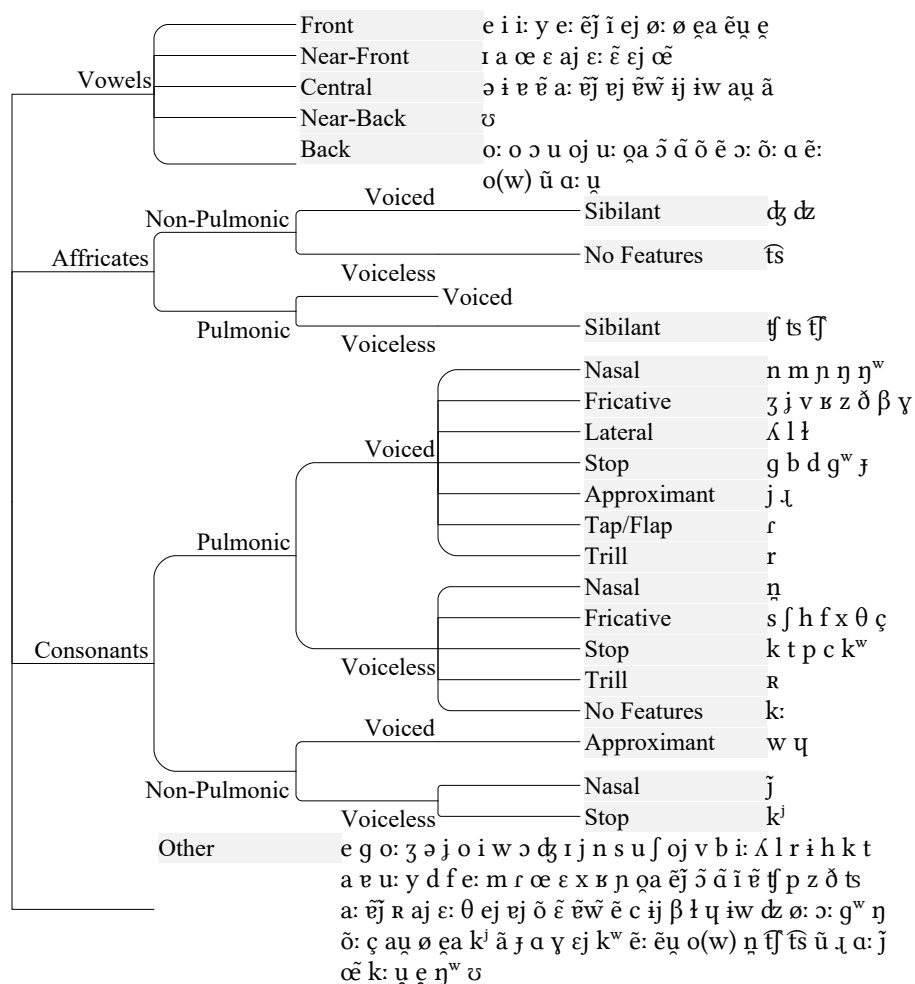 Front e i iː y eː ẽj̃ ĩ ej øː ø e̯a ẽu̯ e̯
Near-Front ɪ a œ ɛ aj ɛː ɛ̃ ɛj œ̃
Vowels
Central ə ɨ ɐ ɐ̃ aː ɐ̃j̃ ɐj ɐ̃w̃ ɨj ɨw au̯ ã
Near-Back ʊ
Back oː o ɔ u oj uː o̯a ɔ̃ ɑ̃ õ ẽ ɔː õː ɑ ẽː
o(w) ũ ɑː u̯
Voiced
Non-Pulmonic
Sibilant ʤ ʣ
Affricates
No Features t͡s
Voiceless
Voiced
Pulmonic
Sibilant ʧ ʦ t͡ʃ
Voiceless
Nasal n m ɲ ŋ ŋʷ
Fricative ʒ ʝ v ʁ z ð β ɣ
Lateral ʎ l ɫ
Voiced
Stop ɡ b d ɡʷ ɟ
Approximant j ɻ
Tap/Flap ɾ
Pulmonic
Trill r
Nasal n̪
Fricative s ʃ h f x θ ç
Consonants
Stop k t p c kʷ
Voiceless
Trill ʀ
No Features kː
Voiced
Approximant w ɥ
Non-Pulmonic
Nasal j̃
Voiceless
Stop kʲ
Other e ɡ oː ʒ ə ʝ o i w ɔ ʤ ɪ j n s u ʃ oj v b iː ʎ l r ɨ h k t
a ɐ uː y d f eː m ɾ œ ɛ x ʁ ɲ o̯a ẽj̃ ɔ̃ ɑ̃ ĩ ɐ̃ ʧ p z ð ʦ
aː ɐ̃j̃ ʀ aj ɛː θ ej ɐj õ ɛ̃ ɐ̃w̃ ẽ c ɨj β ɫ ɥ ɨw ʣ øː ɔː ɡʷ ŋ
õː ç au̯ ø e̯a kʲ ã ɟ ɑ ɣ ɛj kʷ ẽː ẽu̯ o(w) n̪ t͡ʃ t͡s ũ ɻ ɑː j̃
œ̃ kː u̯ e̯ ŋʷ ʊ